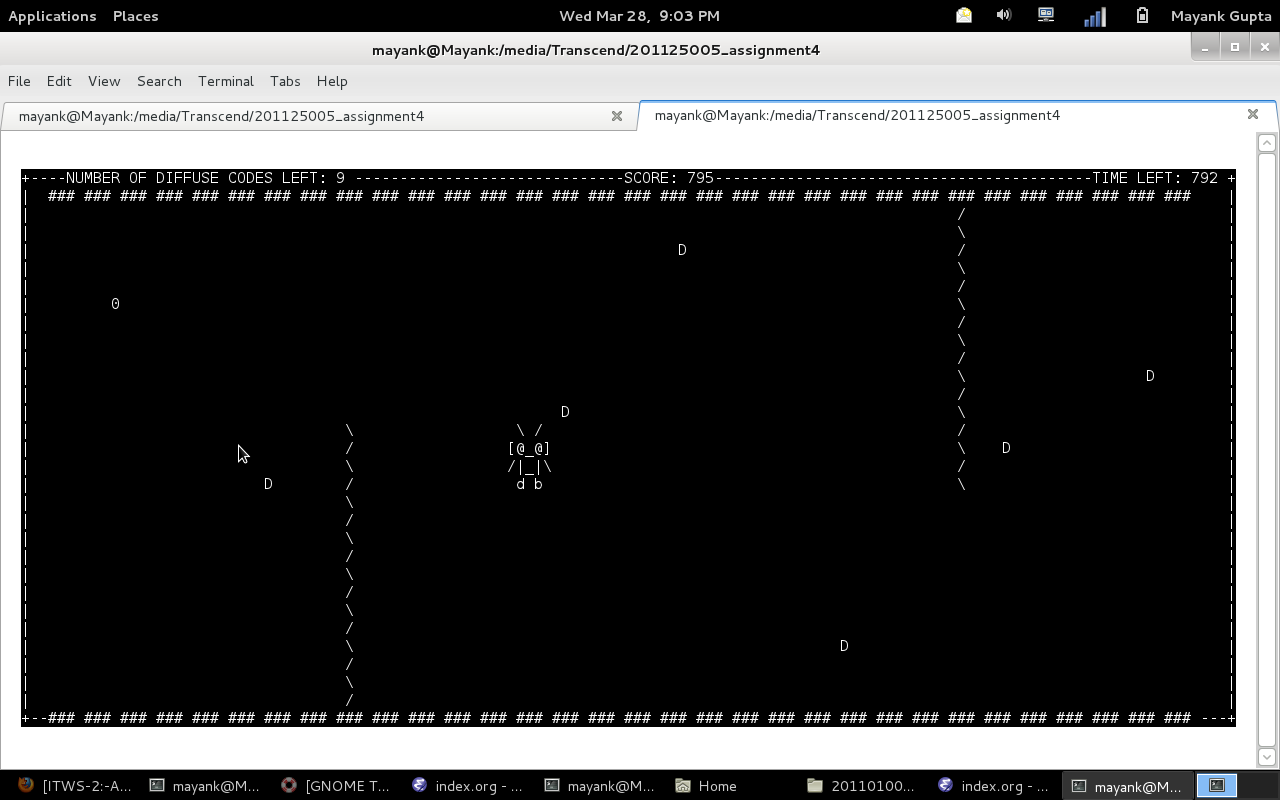 Applications Places Wed Mar 28, 9:03 PM Mayank Gupta
mayank@Mayank:/media/Transcend/201125005_assignment4
File Edit View Search Terminal Tabs Help
mayank@Mayank:/media/Transcend/201125005_assignment4 mayank@Mayank:/media/Transcend/201125005_assignment4
+----NUMBER OF DIFFUSE CODES LEFT: 9 ------------------------------SCORE: 795------------------------------------------TIME LEFT: 792 +
| ### ### ### ### ### ### ### ### ### ### ### ### ### ### ### ### ### ### ### ### ### ### ### ### ### ### ### ### ### ### ### ### |
| / |
| \ |
| D / |
| \ |
| / |
| 0 \ |
| / |
| \ |
| / |
| \ D |
| / |
| D \ |
| \ \ / / |
| / [@_@] \ D |
| \ /|_|\ / |
| D / d b \ |
| \ |
| / |
| \ |
| / |
| \ |
| / |
| \ |
| / |
| \ D |
| / |
| \ |
| / |
+--### ### ### ### ### ### ### ### ### ### ### ### ### ### ### ### ### ### ### ### ### ### ### ### ### ### ### ### ### ### ### ### ----+
[ITWS-2:-A... mayank@M... [GNOME T... index.org - ... mayank@M... Home 20110100... index.org - ... mayank@M...